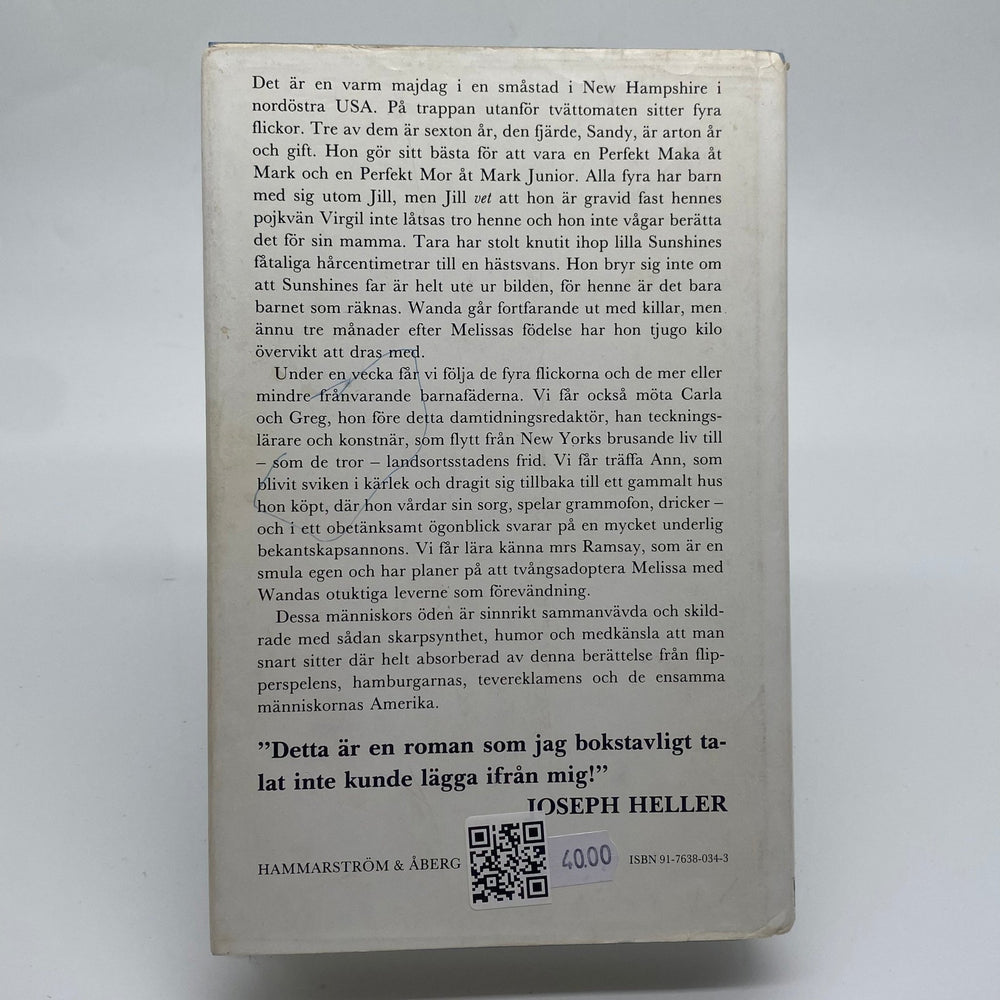 Det är en varm majdag i en småstad i New Hampshire i
nordöstra USA. På trappan utanför tvättomaten sitter fyra
flickor. Tre av dem är sexton år, den fjärde, Sandy, är arton år
och gift. Hon gör sitt bästa för att vara en Perfekt Maka åt
Mark och en Perfekt Mor åt Mark Junior. Alla fyra har barn
med sig utom Jill, men Jill vet att hon är gravid fast hennes
pojkvän Virgil inte låtsas tro henne och hon inte vågar berätta
det för sin mamma. Tara har stolt knutit ihop lilla Sunshines
fåtaliga hårcentimetrar till en hästsvans. Hon bryr sig inte om
att Sunshines far är helt ute ur bilden, för henne är det bara
barnet som räknas. Wanda går fortfarande ut med killar, men
ännu tre månader efter Melissas födelse har hon tjugo kilo
övervikt att dras med.
Under en vecka får vi följa de fyra flickorna och de mer eller
mindre frånvarande barnafäderna. Vi får också möta Carla
och Greg, hon före detta damtidningsredaktör, han tecknings-
lärare och konstnär, som flytt från New Yorks brusande liv till
– som de tror – landsortsstadens frid. Vi får träffa Ann, som
blivit sviken i kärlek och dragit sig tillbaka till ett gammalt hus
hon köpt, där hon vårdar sin sorg, spelar grammofon, dricker –
och i ett obetänksamt ögonblick svarar på en mycket underlig
bekantskapsannons. Vi får lära känna mrs Ramsay, som är en
smula egen och har planer på att tvångsadoptera Melissa med
Wandas otuktiga leverne som förevändning.
Dessa människors öden är sinnrikt sammanvävda och skild-
rade med sådan skarpsynthet, humor och medkänsla att man
snart sitter där helt absorberad av denna berättelse från flip-
perspelens, hamburgarnas, tevereklamens och de ensamma
människornas Amerika.
”Detta är en roman som jag bokstavligt ta-
lat inte kunde lägga ifrån mig!”
JOSEPH HELLER
HAMMARSTRÖM & ÅBERG
40.00
ISBN 91-7638-034-3